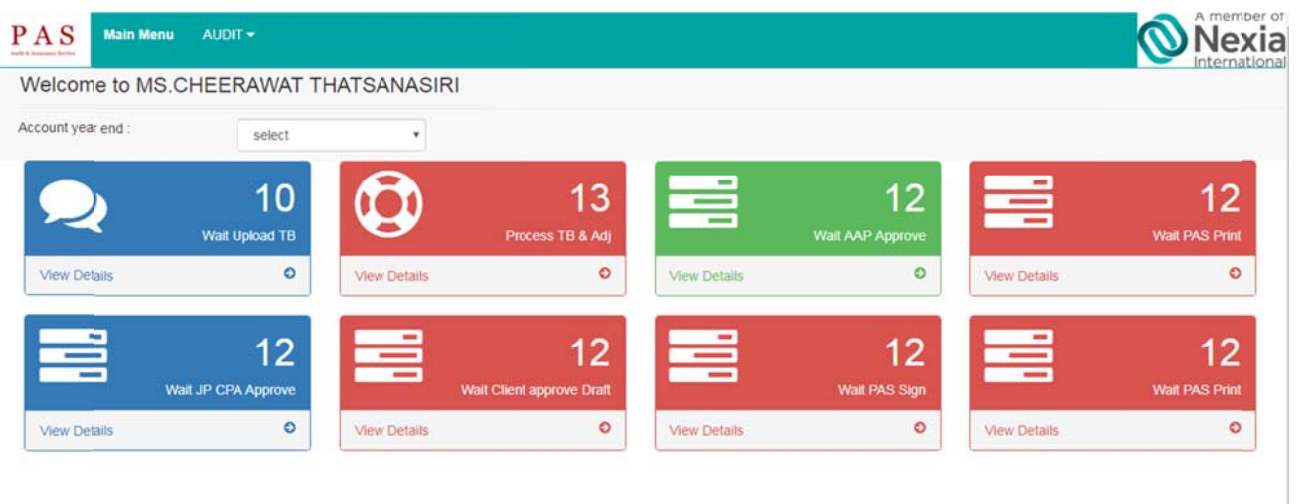 PAS
Audit & Assurance Service
Main Menu AUDIT
A member of
Nexia
International
Welcome to MS.CHEERAWAT THATSANASIRI
Account year end : select
10 13 12 12
Wait Upload TB Process TB & Adj Wait AAP Approve Wait PAS Print
View Details View Details View Details View Details
12 12 12 12
Wait JP CPA Approve Wait Client approve Draft Wait PAS Sign Wait PAS Print
View Details View Details View Details View Details